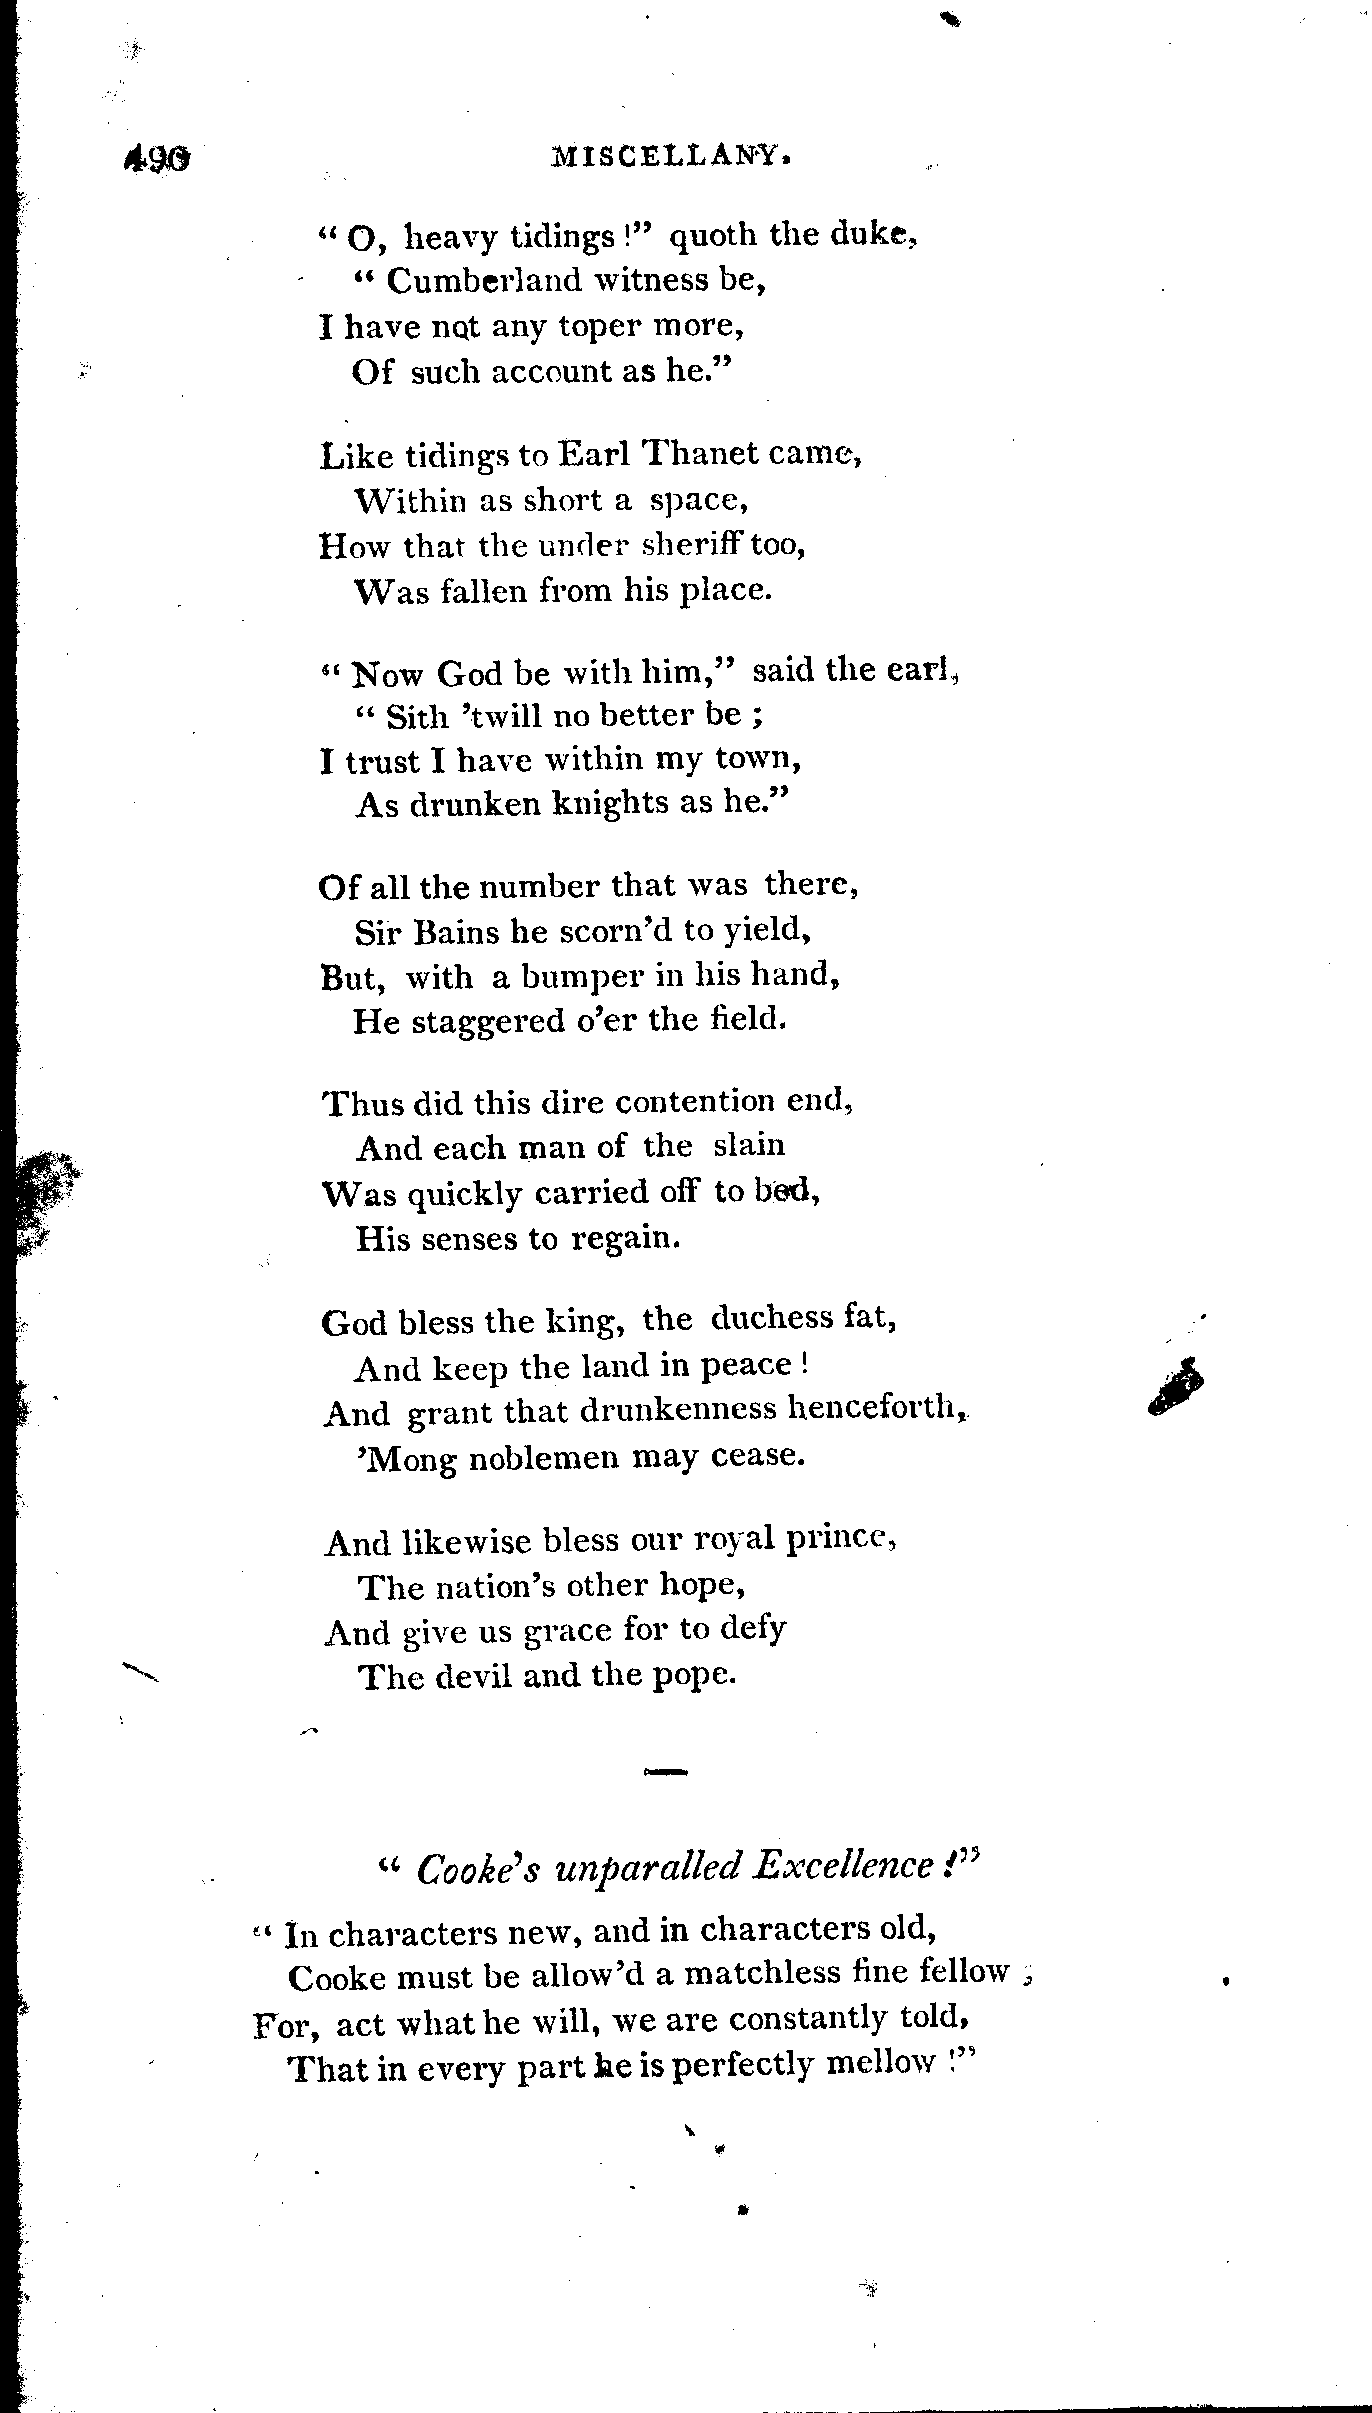 490 MISCELLANY.
“ O, heavy tidings !” quoth the duke,
“ Cumberland witness be,
I have not any toper more,
Of such account as he.”
Like tidings to Earl Thanet came,
Within as short a space,
How that the under sheriff too,
Was fallen from his place.
“ Now God be with him,” said the earl,
“ Sith ’twill no better be ;
I trust I have within my town,
As drunken knights as he.”
Of all the number that was there,
Sir Bains he scorn’d to yield,
But, with a bumper in his hand,
He staggered o’er the field.
Thus did this dire contention end,
And each man of the slain
Was quickly carried off to bed,
His senses to regain.
God bless the king, the duchess fat,
And keep the land in peace !
And grant that drunkenness henceforth,
’Mong noblemen may cease.
And likewise bless our royal prince,
The nation’s other hope,
And give us grace for to defy
The devil and the pope.
“ Cooke’s unparalled Excellence !”
“ In characters new, and in characters old,
Cooke must be allow’d a matchless fine fellow ;
For, act what he will, we are constantly told,
That in every part he is perfectly mellow !”